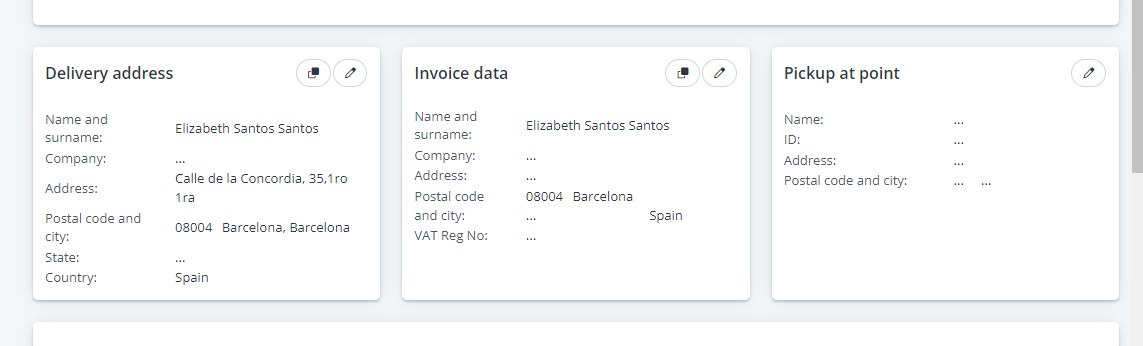 Delivery address
Name and
surname:
Elizabeth Santos Santos
Company:
...
Address:
Calle de la Concordia, 35,1ro
1ra
Postal code and
city:
08004 Barcelona, Barcelona
State:
...
Country:
Spain
Invoice data
Name and
surname:
Elizabeth Santos Santos
Company:
...
Address:
...
Postal code
and city:
08004 Barcelona
... Spain
VAT Reg No:
...
Pickup at point
Name:
...
ID:
...
Address:
...
Postal code and city:
... ...